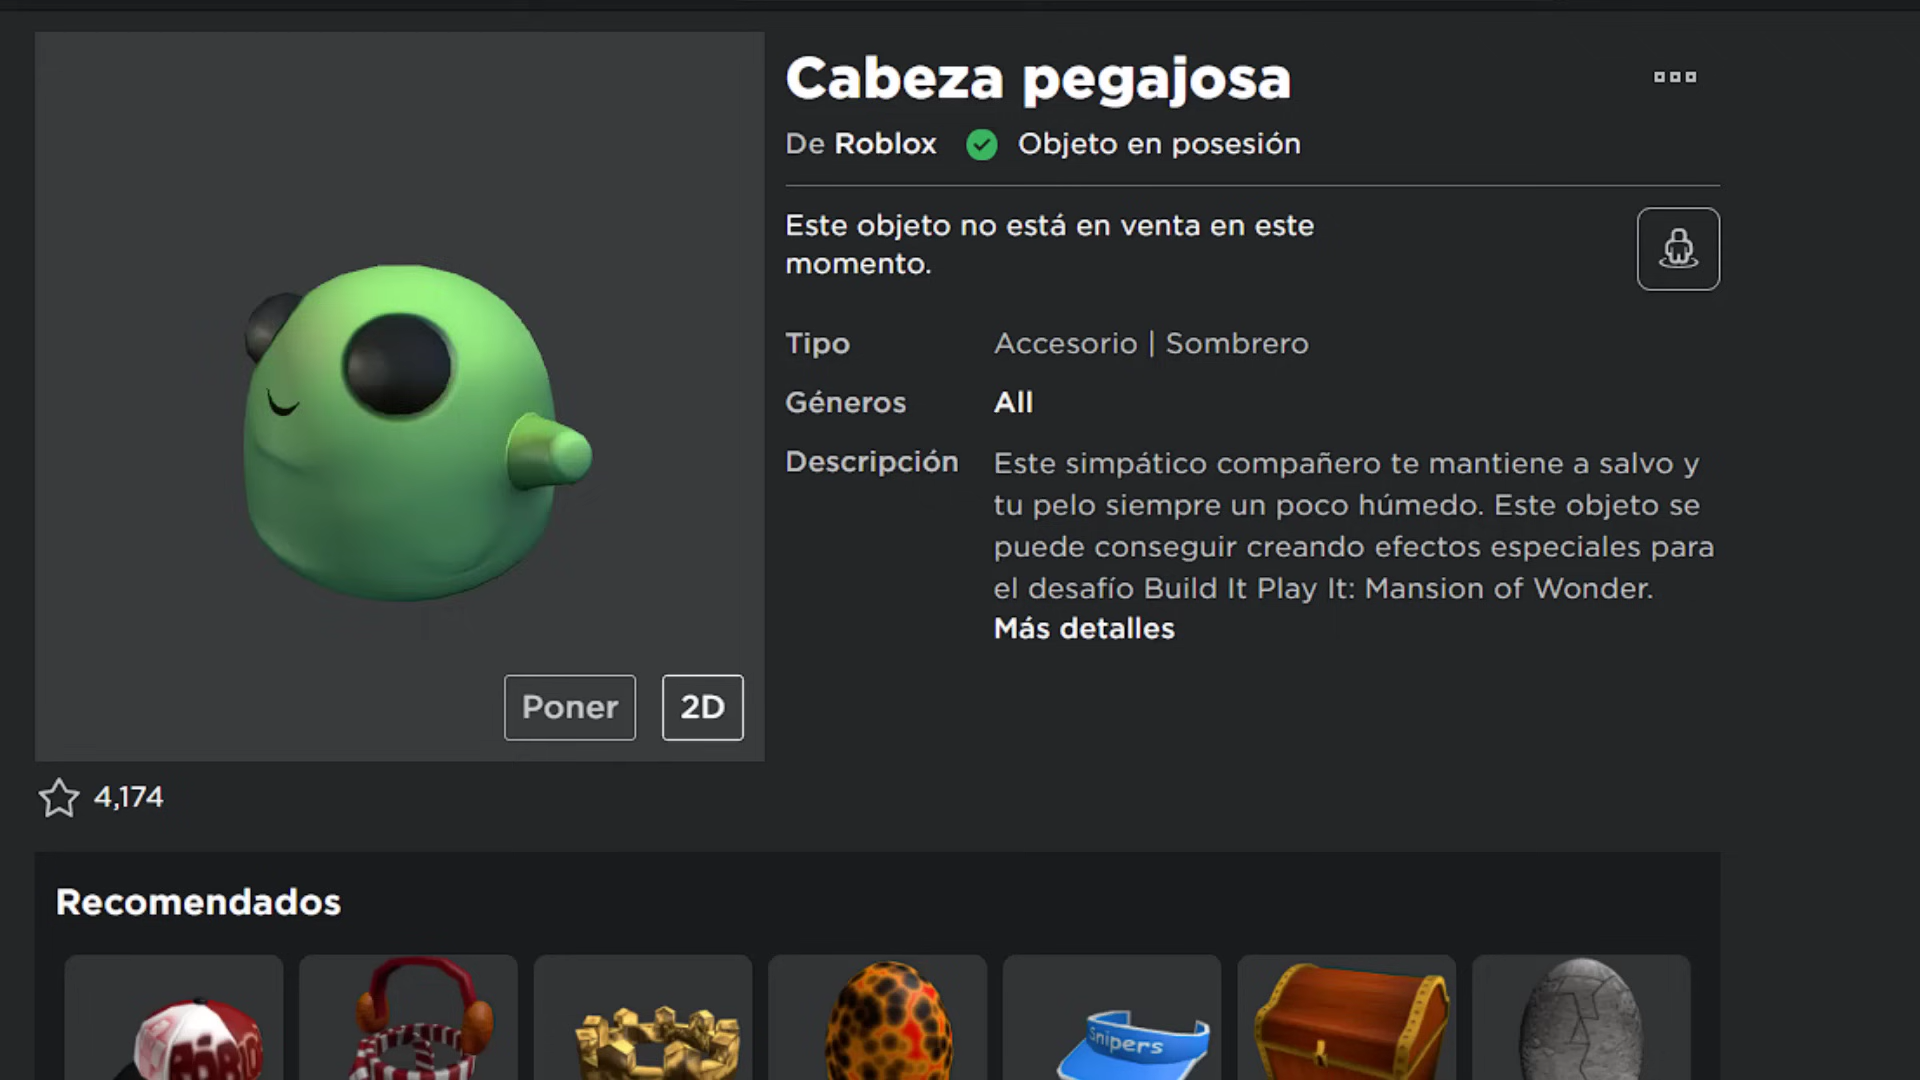 Cabeza pegajosa
De Roblox Objeto en posesión
Este objeto no está en venta en este
momento.
Tipo Accesorio | Sombrero
Géneros All
Descripción Este simpático compañero te mantiene a salvo y
tu pelo siempre un poco húmedo. Este objeto se
puede conseguir creando efectos especiales para
el desafío Build It Play It: Mansion of Wonder.
Más detalles
Poner 2D
4,174
Recomendados
Snipers